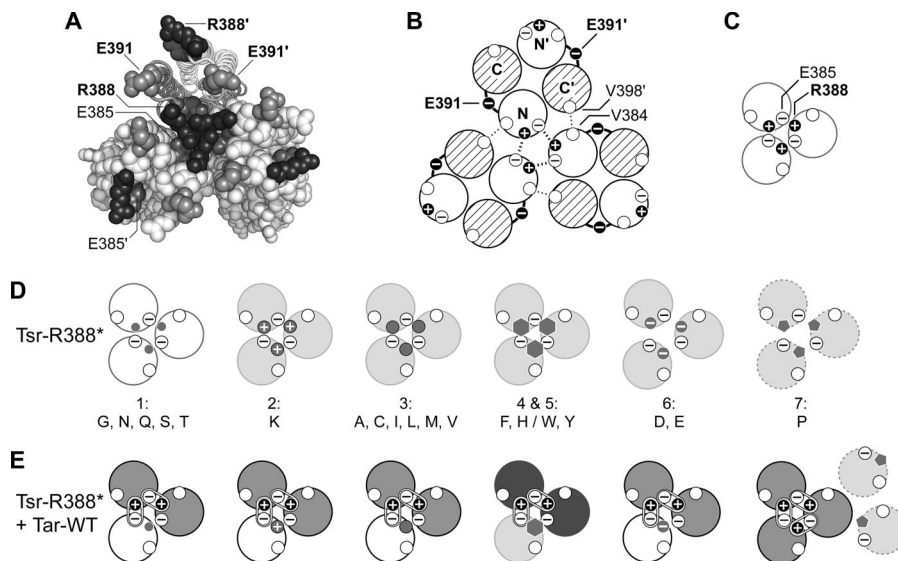 A
R388'
E391
E391'
R388
E385
E385'
B
E391'
N'
C
C'
E391
N
V398'
V384
C
E385
R388
D
Tsr-R388*
1:
G, N, Q, S, T
2:
K
3:
A, C, I, L, M, V
4 & 5:
F, H / W, Y
6:
D, E
7:
P
E
Tsr-R388*
+ Tar-WT